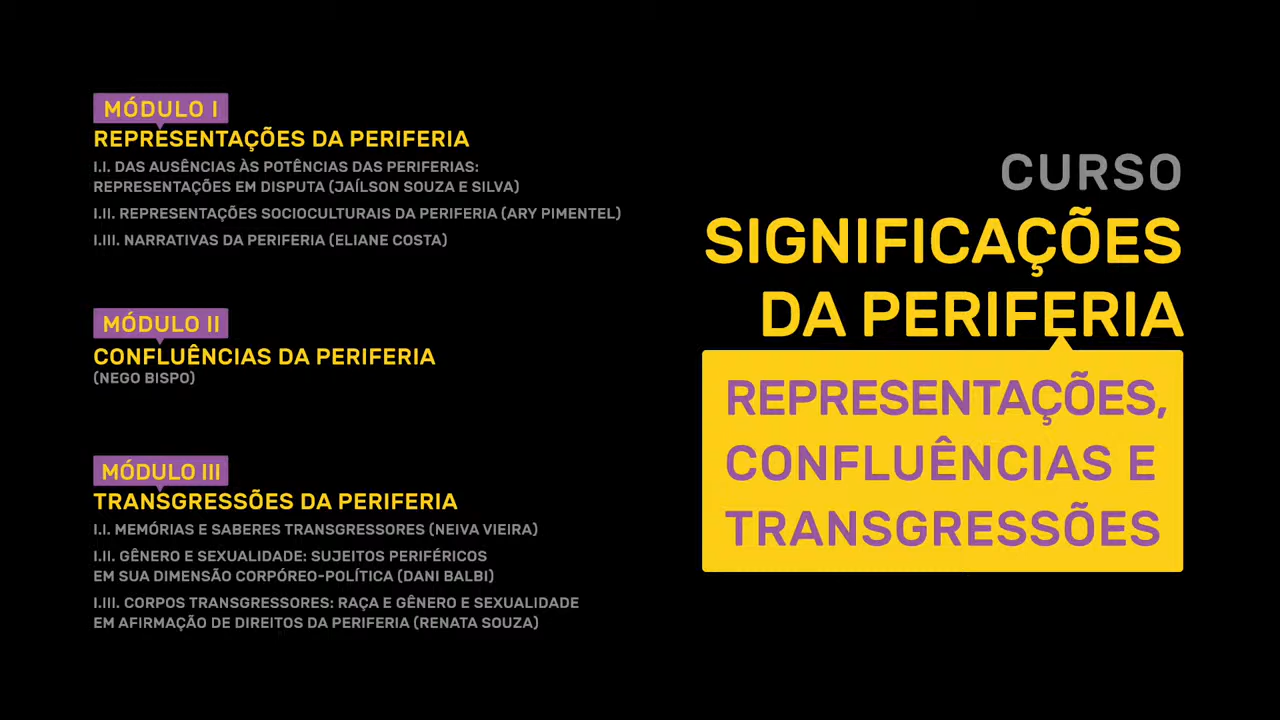 MÓDULO I
REPRESENTAÇÕES DA PERIFERIA
I.I. DAS AUSÊNCIAS ÀS POTÊNCIAS DAS PERIFERIAS:
REPRESENTAÇÕES EM DISPUTA (JAÍLSON SOUZA E SILVA)
I.II. REPRESENTAÇÕES SOCIOCULTURAIS DA PERIFERIA (ARY PIMENTEL)
I.III. NARRATIVAS DA PERIFERIA (ELIANE COSTA)
MÓDULO II
CONFLUÊNCIAS DA PERIFERIA
(NEGO BISPO)
MÓDULO III
TRANSGRESSÕES DA PERIFERIA
I.I. MEMÓRIAS E SABERES TRANSGRESSORES (NEIVA VIEIRA)
I.II. GÊNERO E SEXUALIDADE: SUJEITOS PERIFÉRICOS
EM SUA DIMENSÃO CORPÓREO-POLÍTICA (DANI BALBI)
I.III. CORPOS TRANSGRESSORES: RAÇA E GÊNERO E SEXUALIDADE
EM AFIRMAÇÃO DE DIREITOS DA PERIFERIA (RENATA SOUZA)
CURSO
SIGNIFICAÇÕES
DA PERIFERIA
REPRESENTAÇÕES,
CONFLUÊNCIAS E
TRANSGRESSÕES